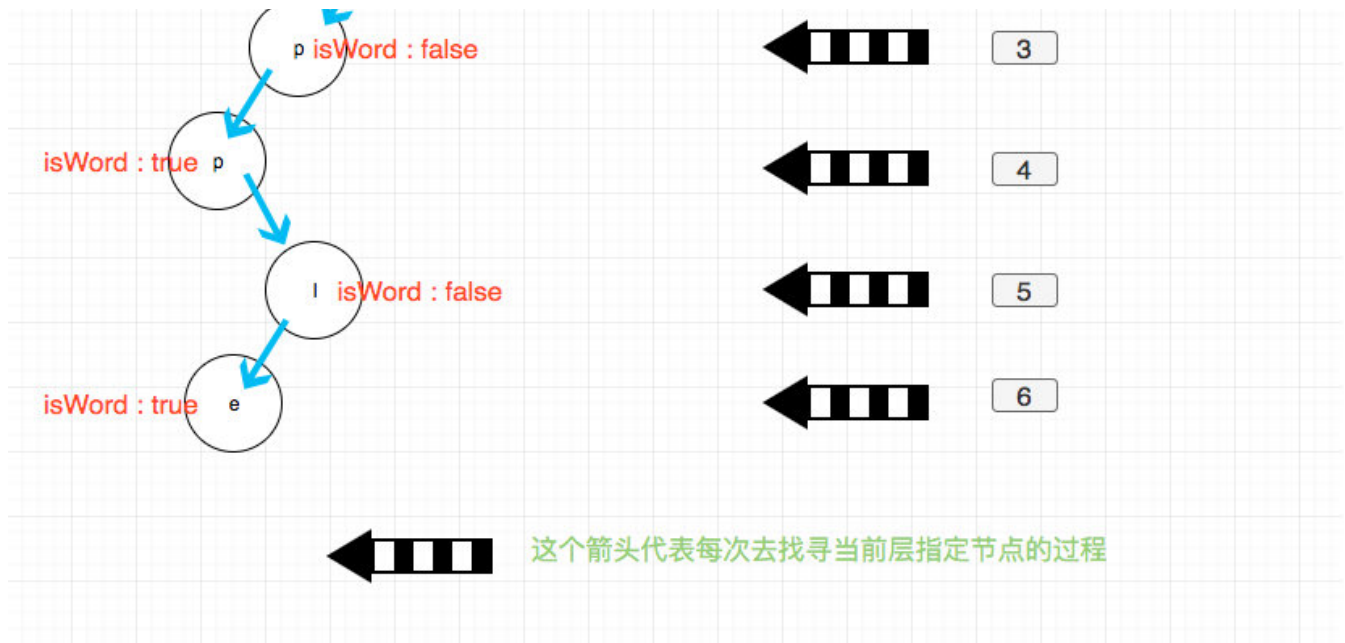 p isWord : false
3
isWord : true p
4
l isWord : false
5
isWord : true e
6
这个箭头代表每次去找寻当前层指定节点的过程